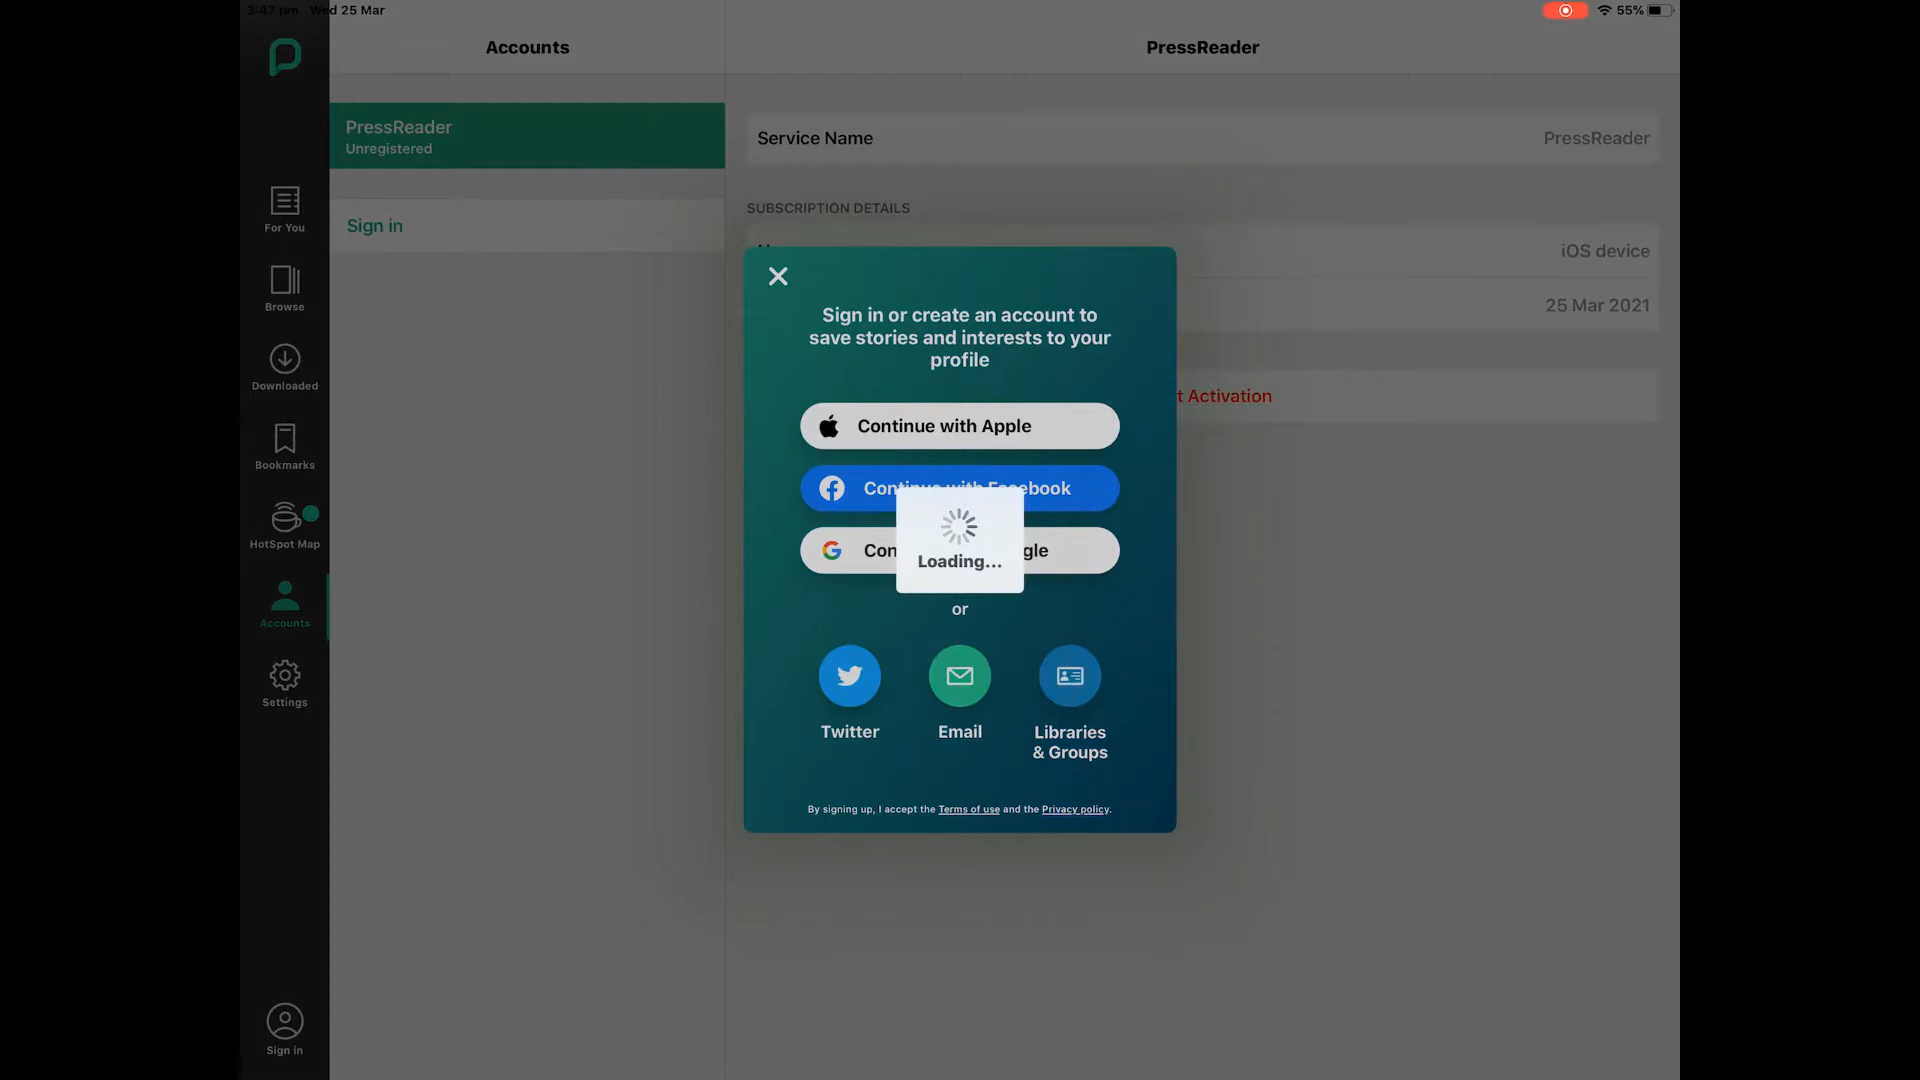 3:47 pm Wed 25 Mar
55%
Accounts
PressReader
PressReader
Unregistered
Sign in
Service Name
PressReader
SUBSCRIPTION DETAILS
iOS device
25 Mar 2021
Activation
For You
Browse
Downloaded
Bookmarks
HotSpot Map
Accounts
Settings
Sign in
Sign in or create an account to
save stories and interests to your
profile
Continue with Apple
Continue with Facebook
Loading...
or
Twitter
Email
Libraries
& Groups
By signing up, I accept the Terms of use and the Privacy policy.